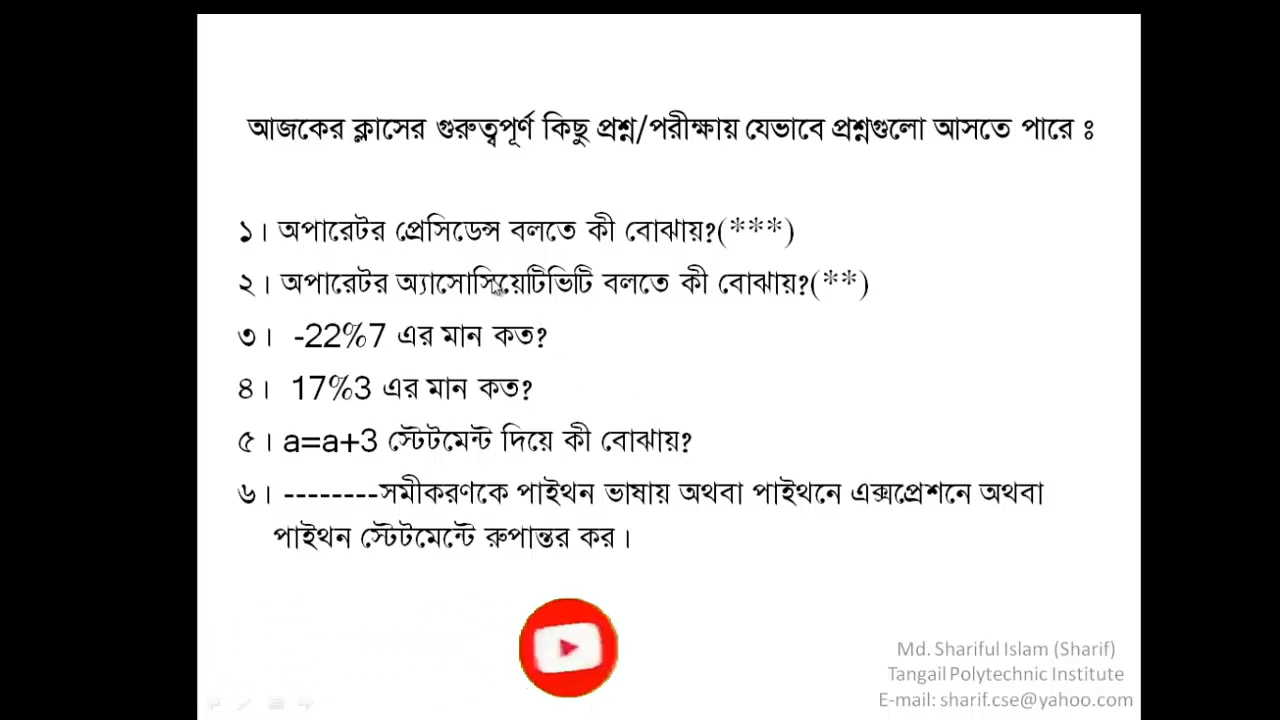 আজকের ক্লাসের গুরুত্বপূর্ণ কিছু প্রশ্ন/পরীক্ষায় যেভাবে প্রশ্নগুলো আসতে পারে ঃ
১। অপারেটর প্রেসিডেন্স বলতে কী বোঝায়?(***)
২। অপারেটর অ্যাসোসিয়েটিভিটি বলতে কী বোঝায়?(**)
৩। -22%7 এর মান কত?
৪। 17%3 এর মান কত?
৫। a=a+3 স্টেটমেন্ট দিয়ে কী বোঝায়?
৬। --------সমীকরণকে পাইথন ভাষায় অথবা পাইথনে এক্সপ্রেশনে অথবা
পাইথন স্টেটমেন্টে রুপান্তর কর।
Md. Shariful Islam (Sharif)
Tangail Polytechnic Institute
E-mail: sharif.cse@yahoo.com